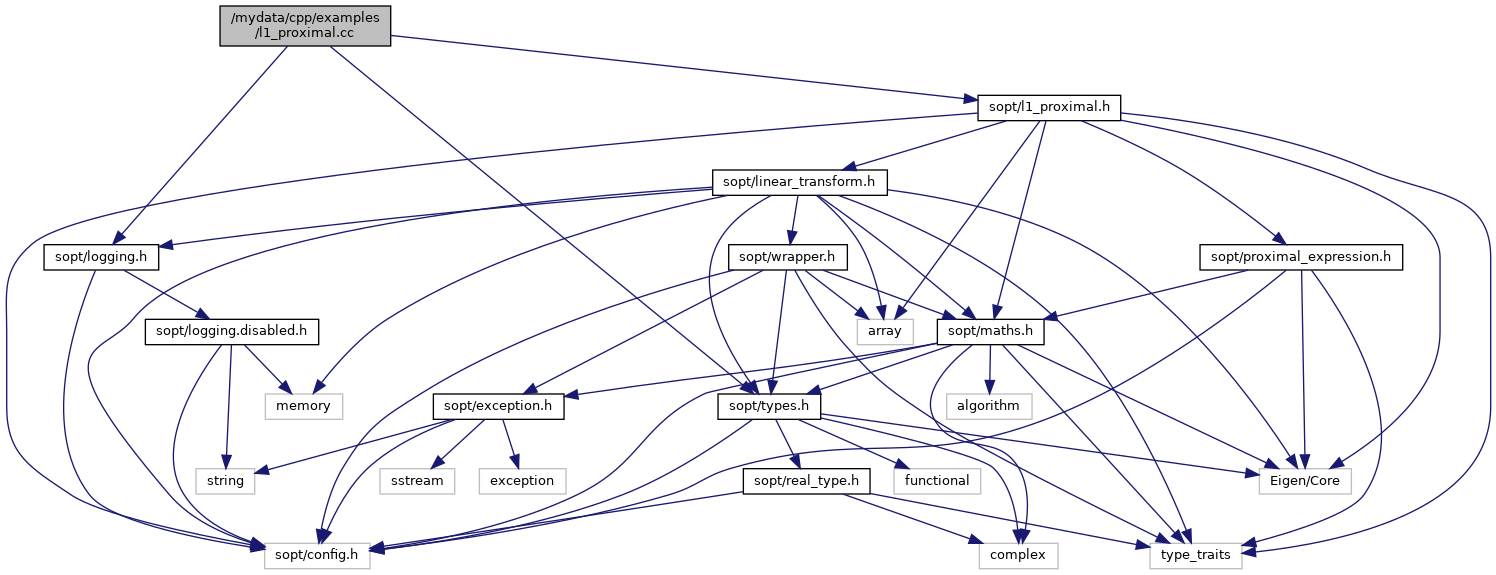 /mydata/cpp/examples
/l1_proximal.cc
sopt/l1_proximal.h
sopt/linear_transform.h
sopt/logging.h
sopt/wrapper.h
sopt/proximal_expression.h
sopt/logging.disabled.h
array
sopt/maths.h
memory
sopt/exception.h
sopt/types.h
algorithm
string
sstream
exception
sopt/real_type.h
functional
Eigen/Core
sopt/config.h
complex
type_traits